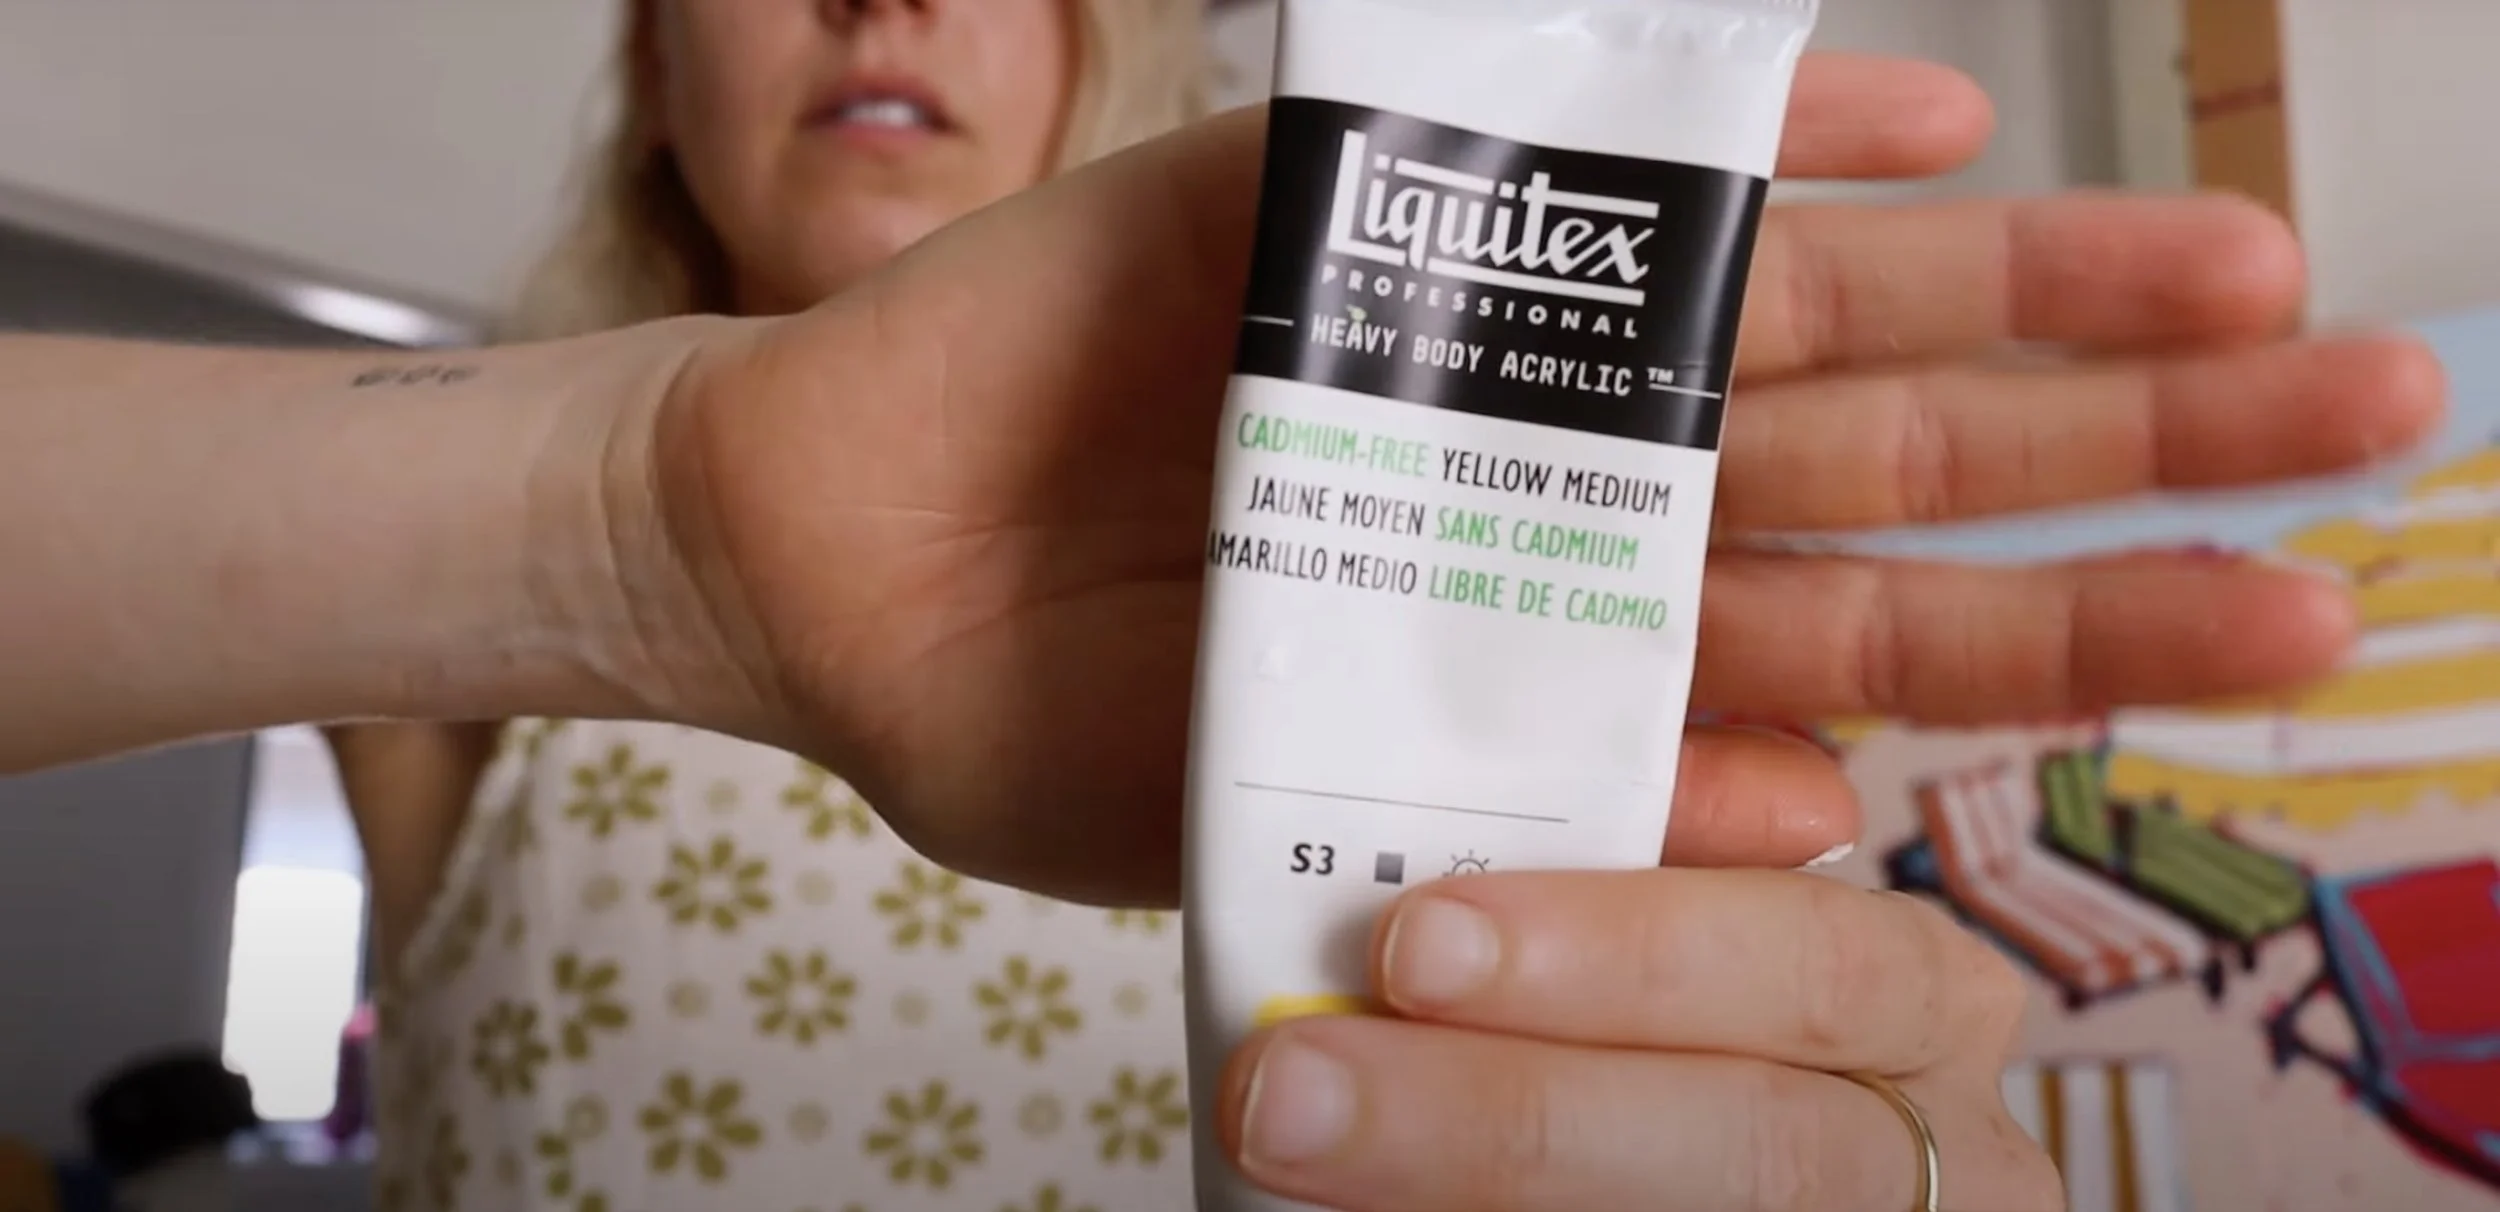 Liquitex
PROFESSIONAL
HEAVY BODY ACRYLIC™
CADMIUM-FREE YELLOW MEDIUM
JAUNE MOYEN SANS CADMIUM
AMARILLO MEDIO LIBRE DE CADMIO
S3